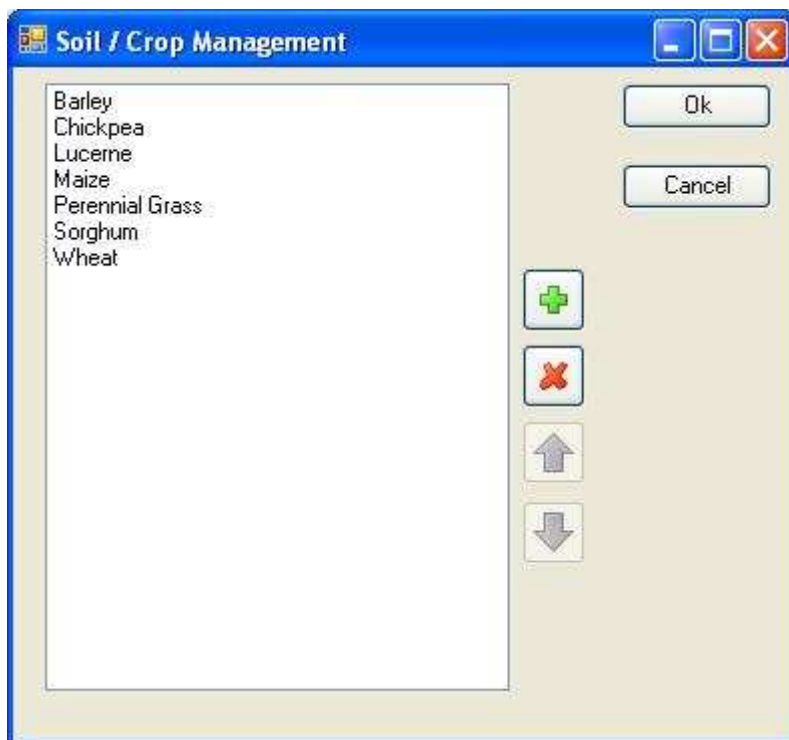 Soil / Crop Management
Barley
Chickpea
Lucerne
Maize
Perennial Grass
Sorghum
Wheat
Ok
Cancel